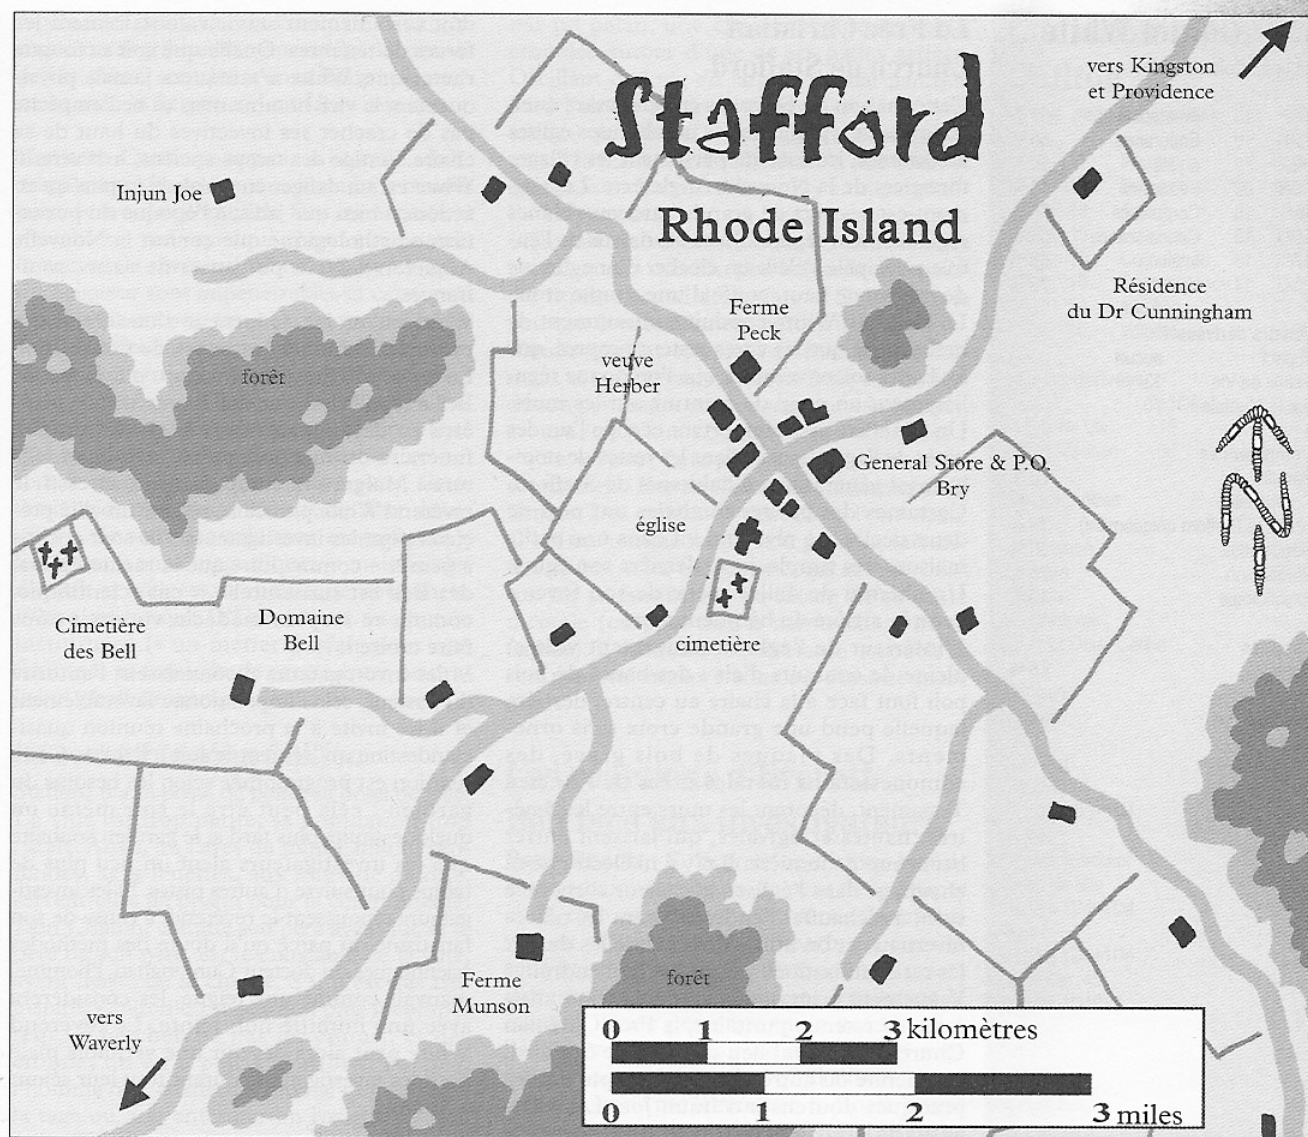 Stafford
Rhode Island
vers Kingston
et Providence
Injun Joe
Résidence
du Dr Cunningham
Ferme
Peck
forêt
veuve
Herber
General Store & P.O.
Bry
N
église
Cimetière
des Bell
Domaine
Bell
cimetière
Ferme
Munson
forêt
vers
Waverly
0 1 2 3 kilomètres
0 1 2 3 miles